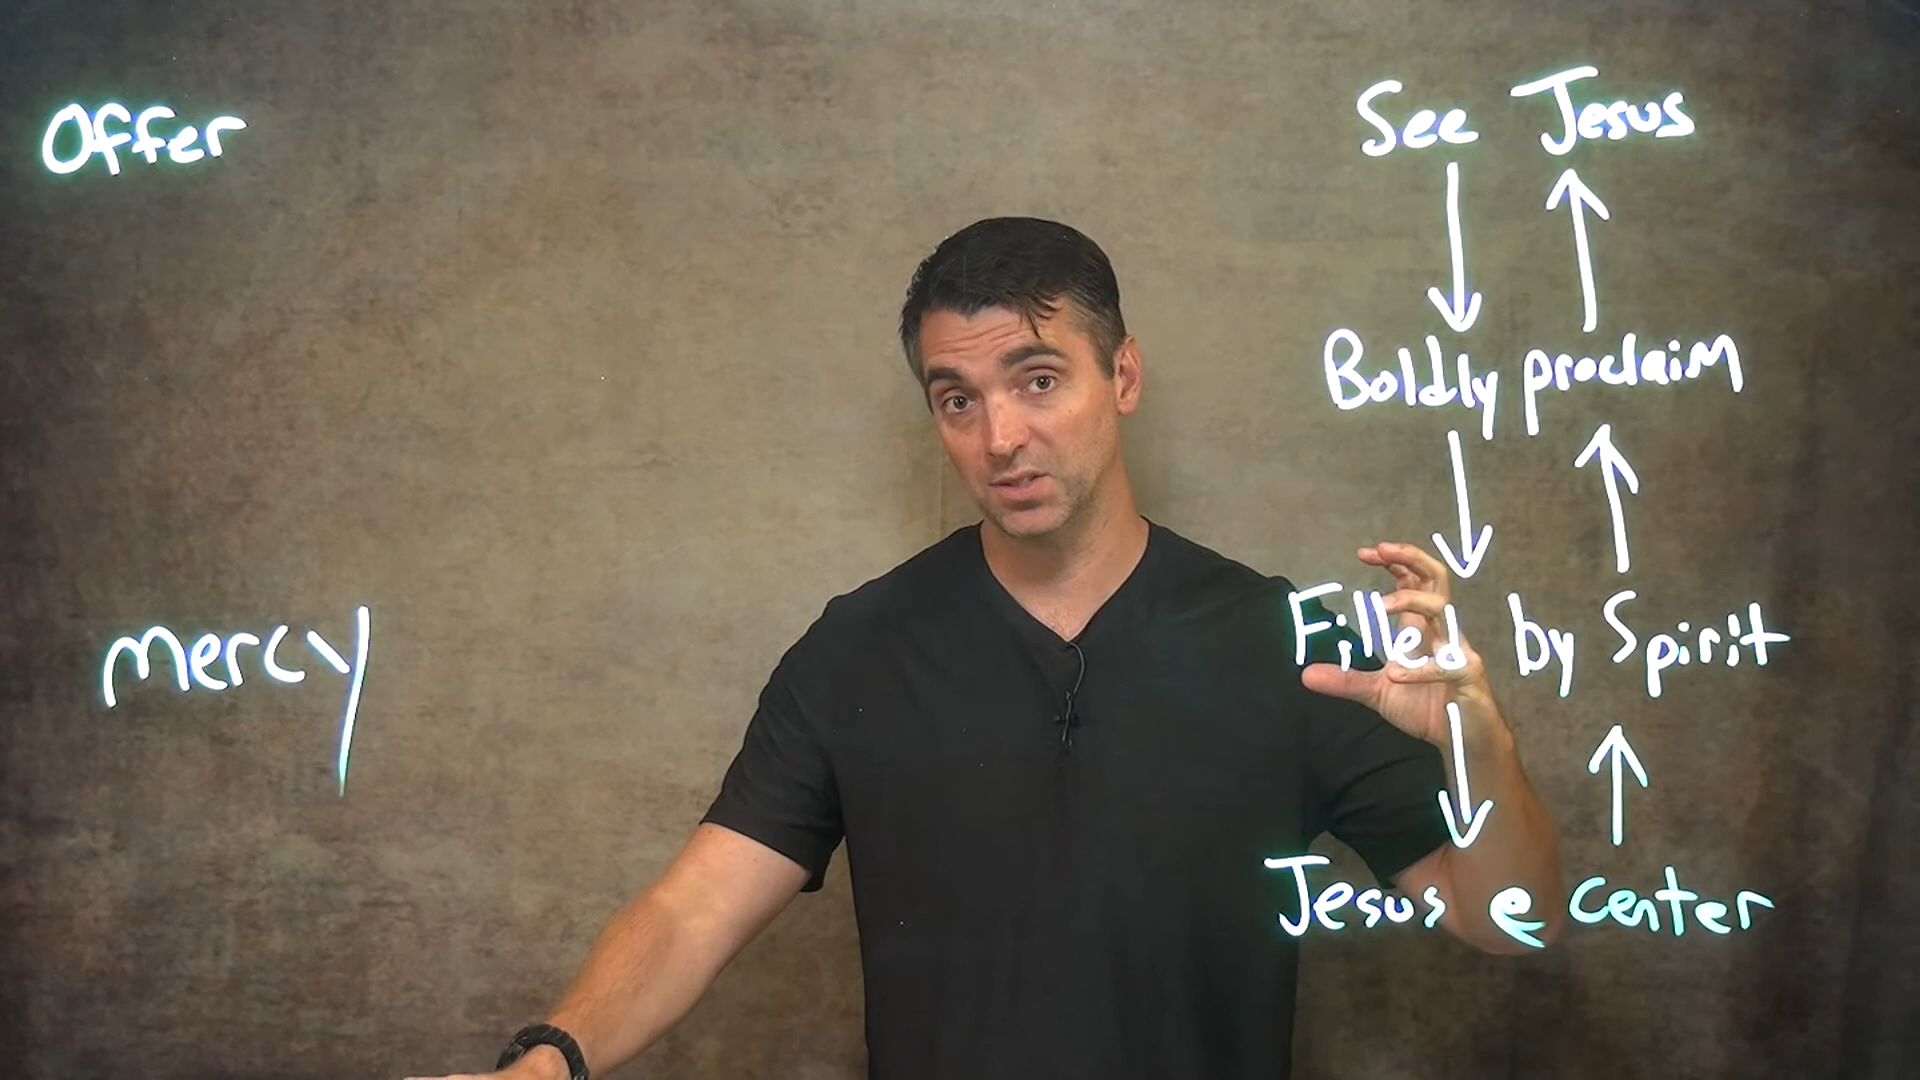 Offer
mercy
See Jesus
Boldly proclaim
Filled by Spirit
Jesus @ center